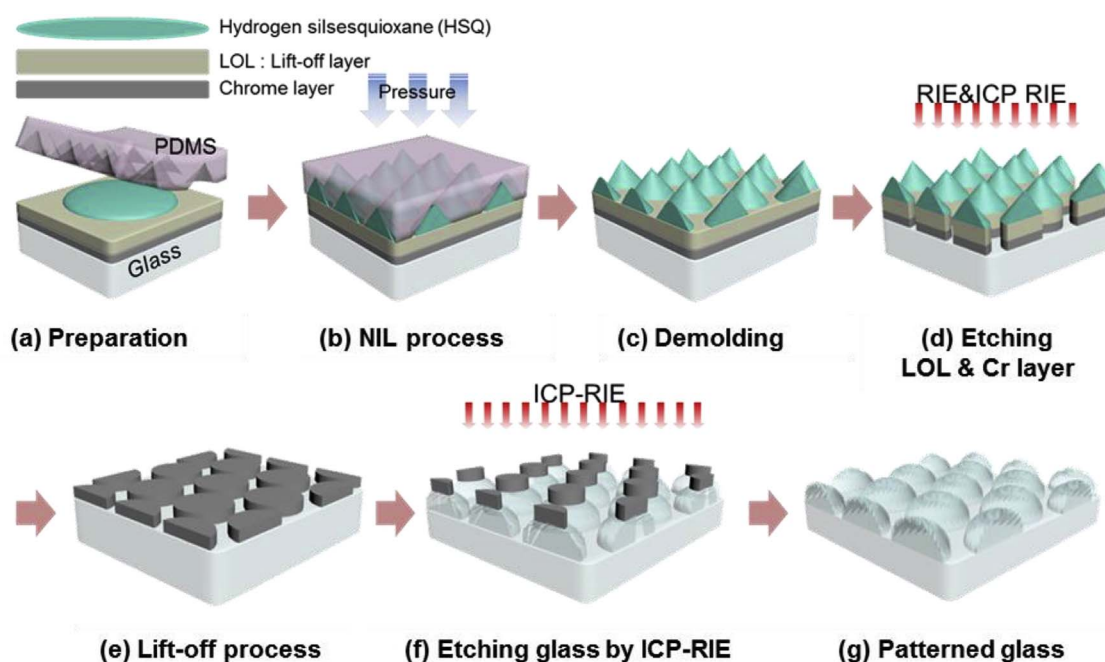 Hydrogen silsesquioxane (HSQ)
LOL : Lift-off layer
Chrome layer
PDMS
Glass
Pressure
RIE&ICP RIE
(a) Preparation
(b) NIL process
(c) Demolding
(d) Etching
LOL & Cr layer
ICP-RIE
(e) Lift-off process
(f) Etching glass by ICP-RIE
(g) Patterned glass